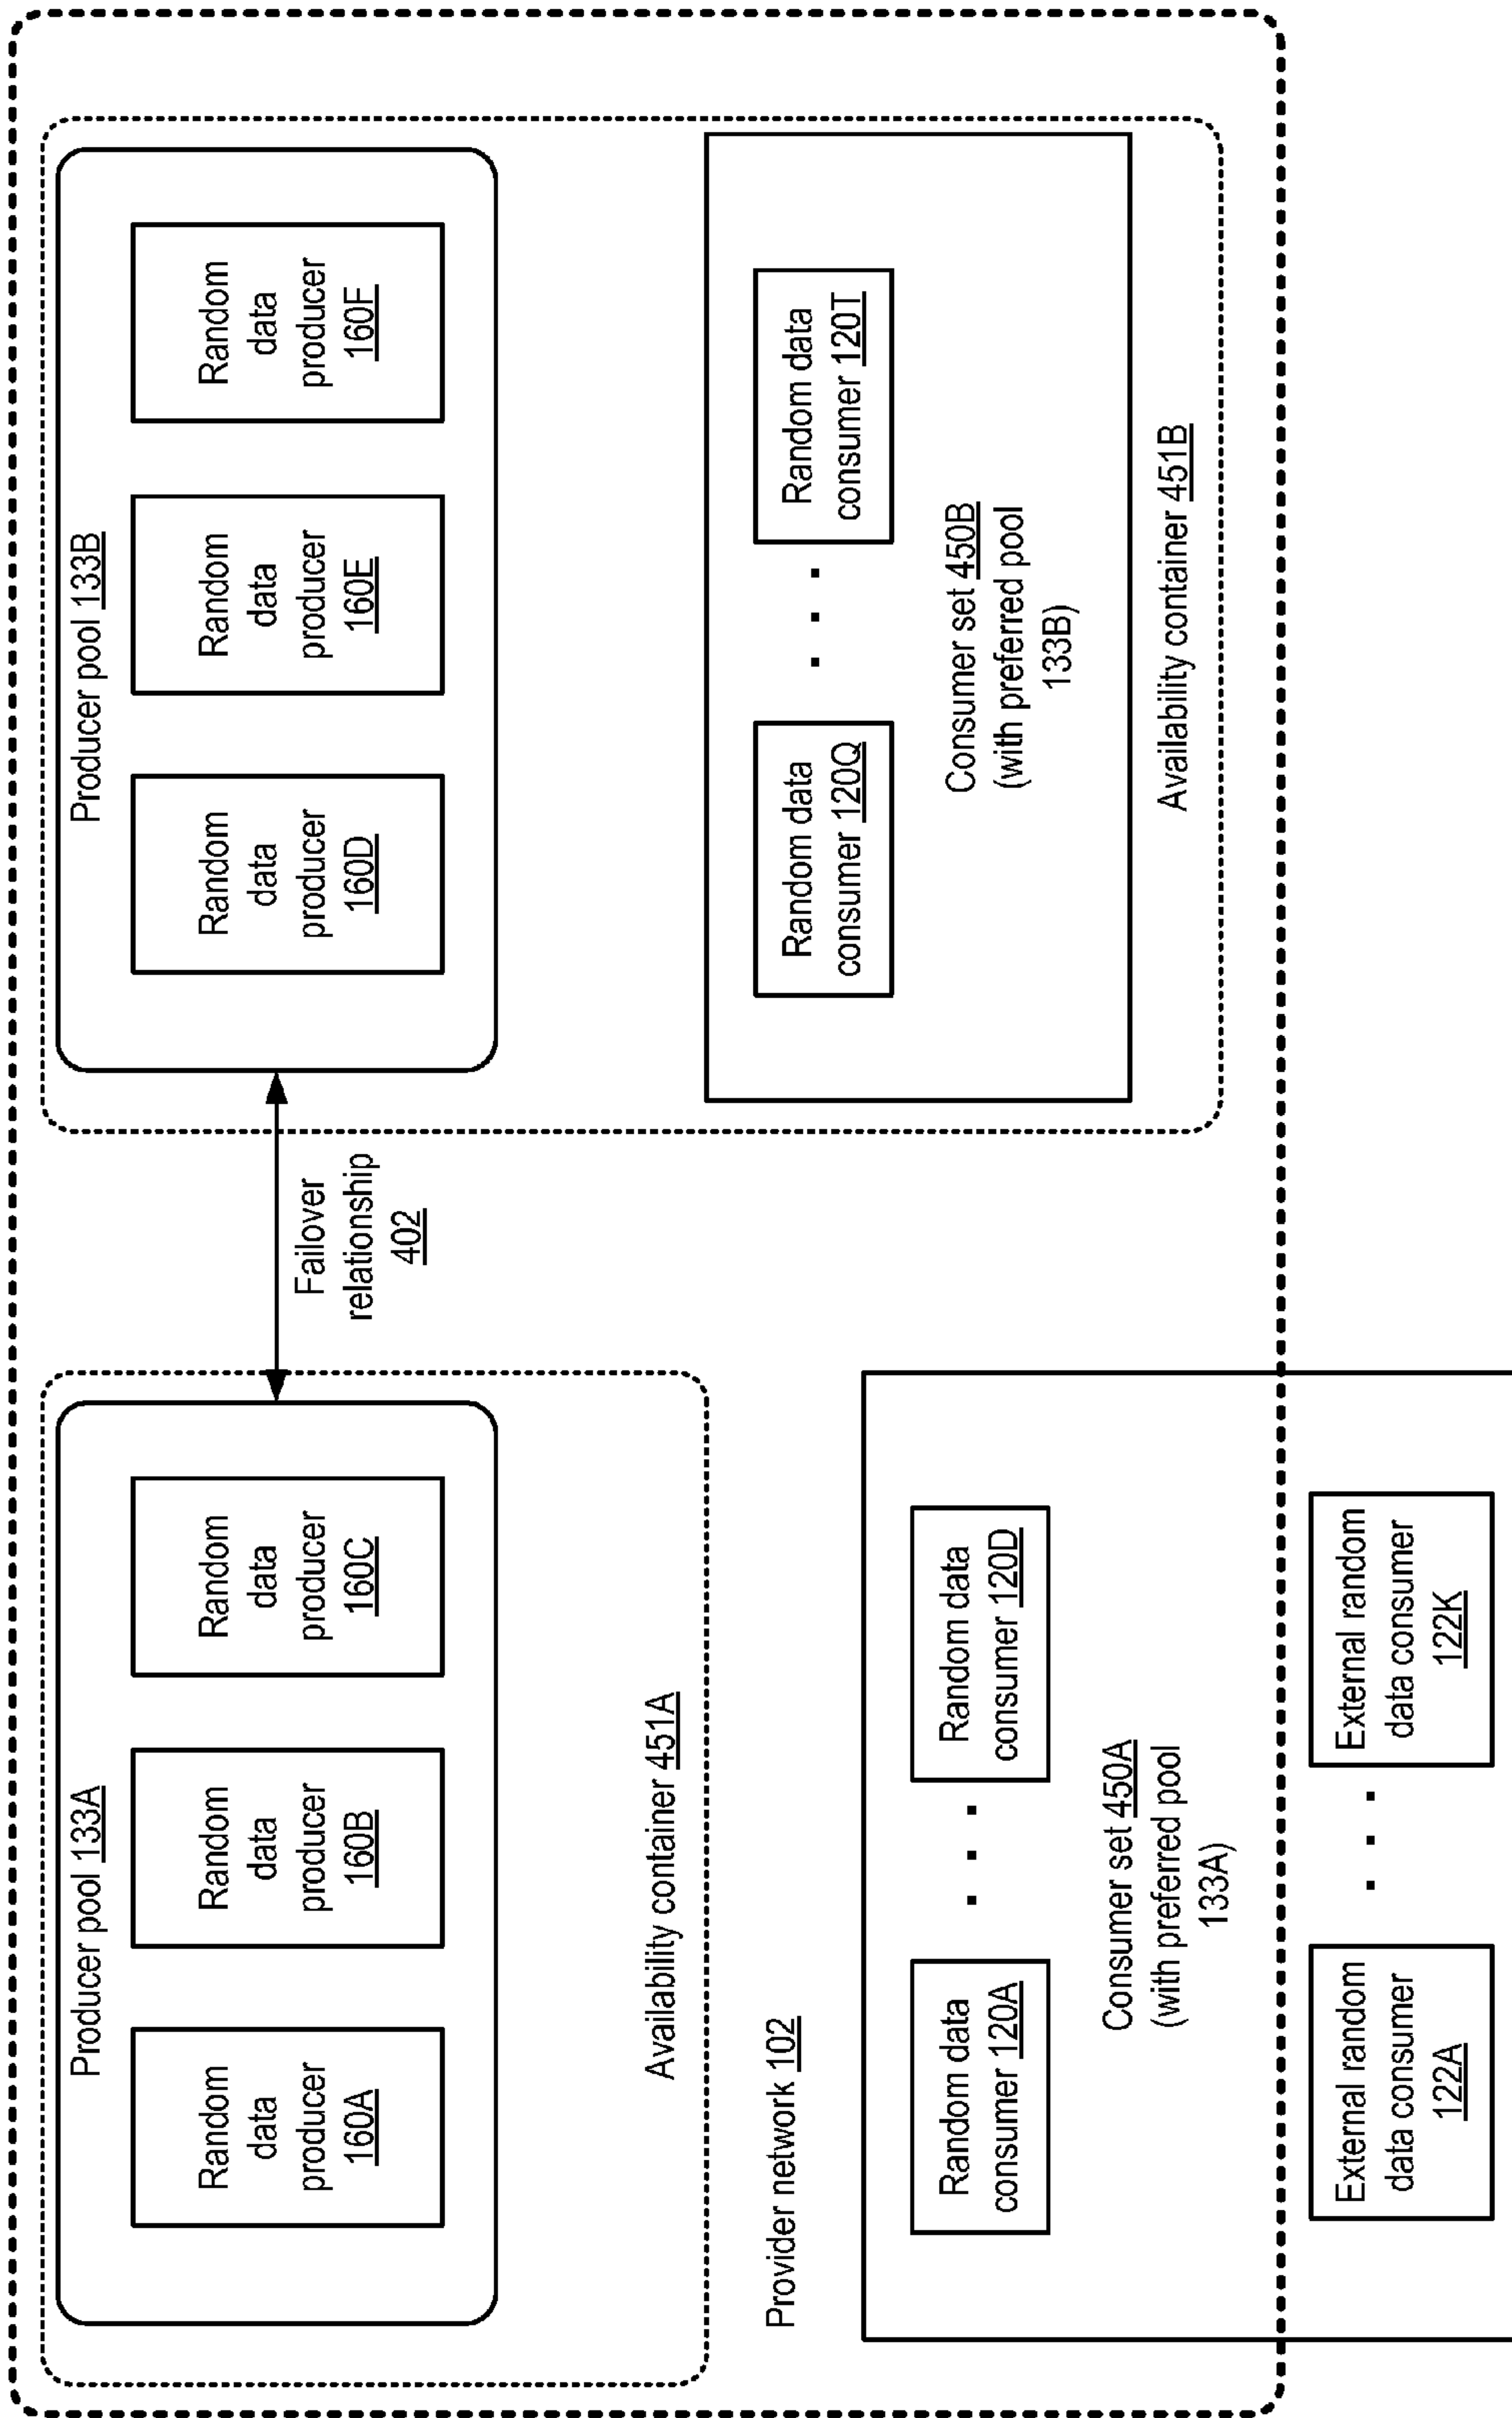 Producer pool 133A
Random
data
producer
160A
Random
data
producer
160B
Random
data
producer
160C
Availability container 451A
Failover
relationship
402
Producer pool 133B
Random
data
producer
160D
Random
data
producer
160E
Random
data
producer
160F
Random data
consumer 120Q
. . .
Random data
consumer 120T
Consumer set 450B
(with preferred pool
133B)
Availability container 451B
Provider network 102
Random data
consumer 120A
. . .
Random data
consumer 120D
Consumer set 450A
(with preferred pool
133A)
External random
data consumer
122A
. . .
External random
data consumer
122K